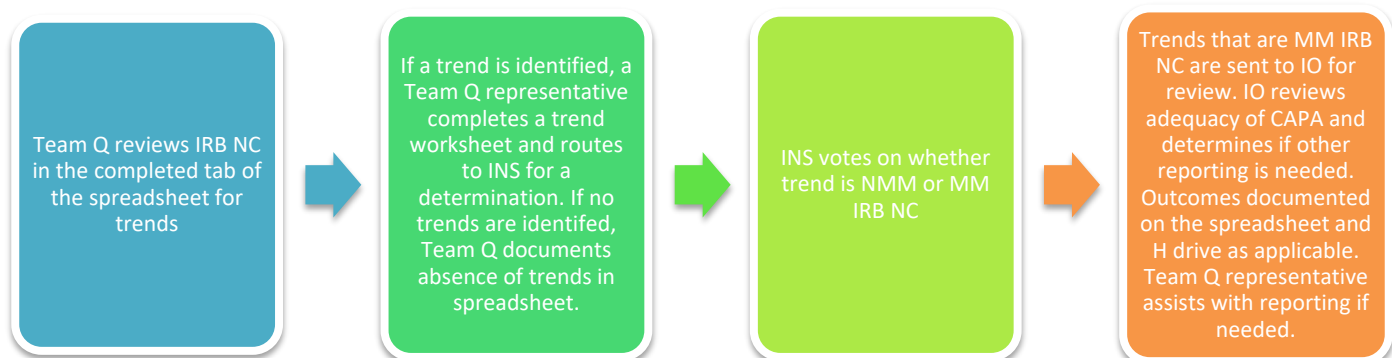 Team Q reviews IRB NC
in the completed tab of
the spreadsheet for
trends
If a trend is identified, a
Team Q representative
completes a trend
worksheet and routes
to INS for a
determination. If no
trends are identifed,
Team Q documents
absence of trends in
spreadsheet.
INS votes on whether
trend is NMM or MM
IRB NC
Trends that are MM IRB
NC are sent to IO for
review. IO reviews
adequacy of CAPA and
determines if other
reporting is needed.
Outcomes documented
on the spreadsheet and
H drive as applicable.
Team Q representative
assists with reporting if
needed.